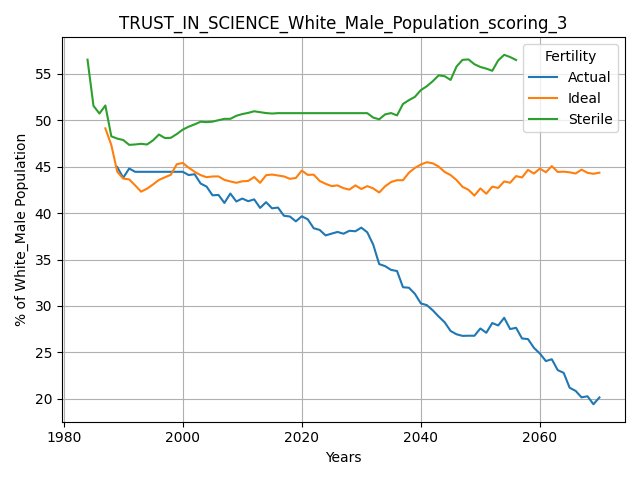 TRUST_IN_SCIENCE_White_Male_Population_scoring_3
Fertility
Actual
Ideal
Sterile
% of White_Male Population
55
50
45
40
35
30
25
20
1980
2000
2020
2040
2060
Years